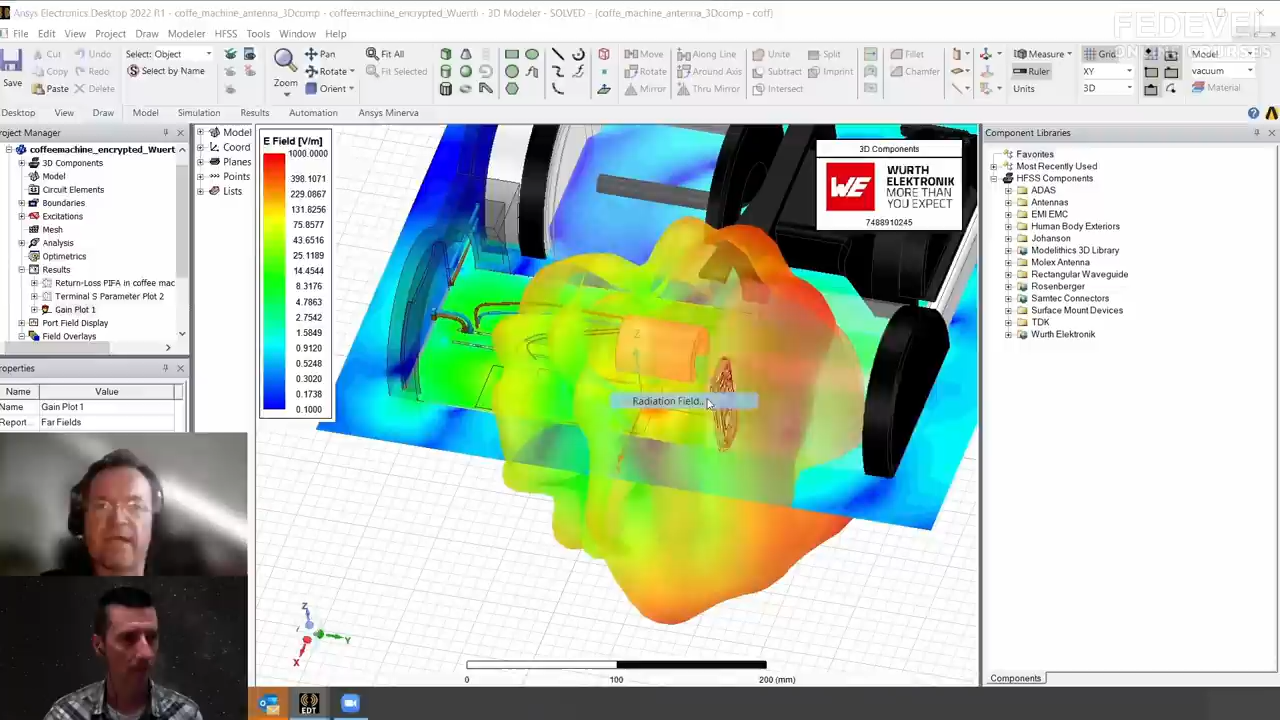 Ansys Electronics Desktop 2022 R1 - coffe_machine_antenna_3Dcomp - coffeemachine_encrypted_Wuerth - 3D Modeler - SOLVED - [coffe_machine_antenna_3Dcomp - coff]
FEDEVEL
File Edit View Project Draw Modeler HFSS Tools Window Help
Save
Cut
Copy
Paste
Undo
Redo
Delete
Select: Object
Select by Name
Zoom
Pan
Rotate
Orient
Fit All
Fit Selected
Move
Rotate
Mirror
Along Line
Around Axis
Thru Mirror
Unite
Subtract
Intersect
Split
Imprint
Fillet
Chamfer
Measure
Ruler
Units
Grid
XY
3D
Model
vacuum
Material
Desktop View Draw Model Simulation Results Automation Ansys Minerva
roject Manager
coffeemachine_encrypted_Wuert
3D Components
Model
Circuit Elements
Boundaries
Excitations
Mesh
Analysis
Optimetrics
Results
Return-Loss PIFA in coffee mac
Terminal S Parameter Plot 2
Gain Plot 1
Port Field Display
Field Overlays
roperties
Name Value
Name Gain Plot 1
Report... Far Fields
Model
Coord
Planes
Points
Lists
E Field [V/m]
1000.0000
398.1071
229.0867
131.8256
75.8577
43.6516
25.1189
14.4544
8.3176
4.7863
2.7542
1.5849
0.9120
0.5248
0.3020
0.1738
0.1000
3D Components
WE
WURTH
ELEKTRONIK
MORE THAN
YOU EXPECT
7488910245
Z
Radiation Field...
Z
Y
X
0 100 200 (mm)
Component Libraries
Favorites
Most Recently Used
HFSS Components
ADAS
Antennas
EMI EMC
Human Body Exteriors
Johanson
Modelithics 3D Library
Molex Antenna
Rectangular Waveguide
Rosenberger
Samtec Connectors
Surface Mount Devices
TDK
Wurth Elektronik
Components
EDT